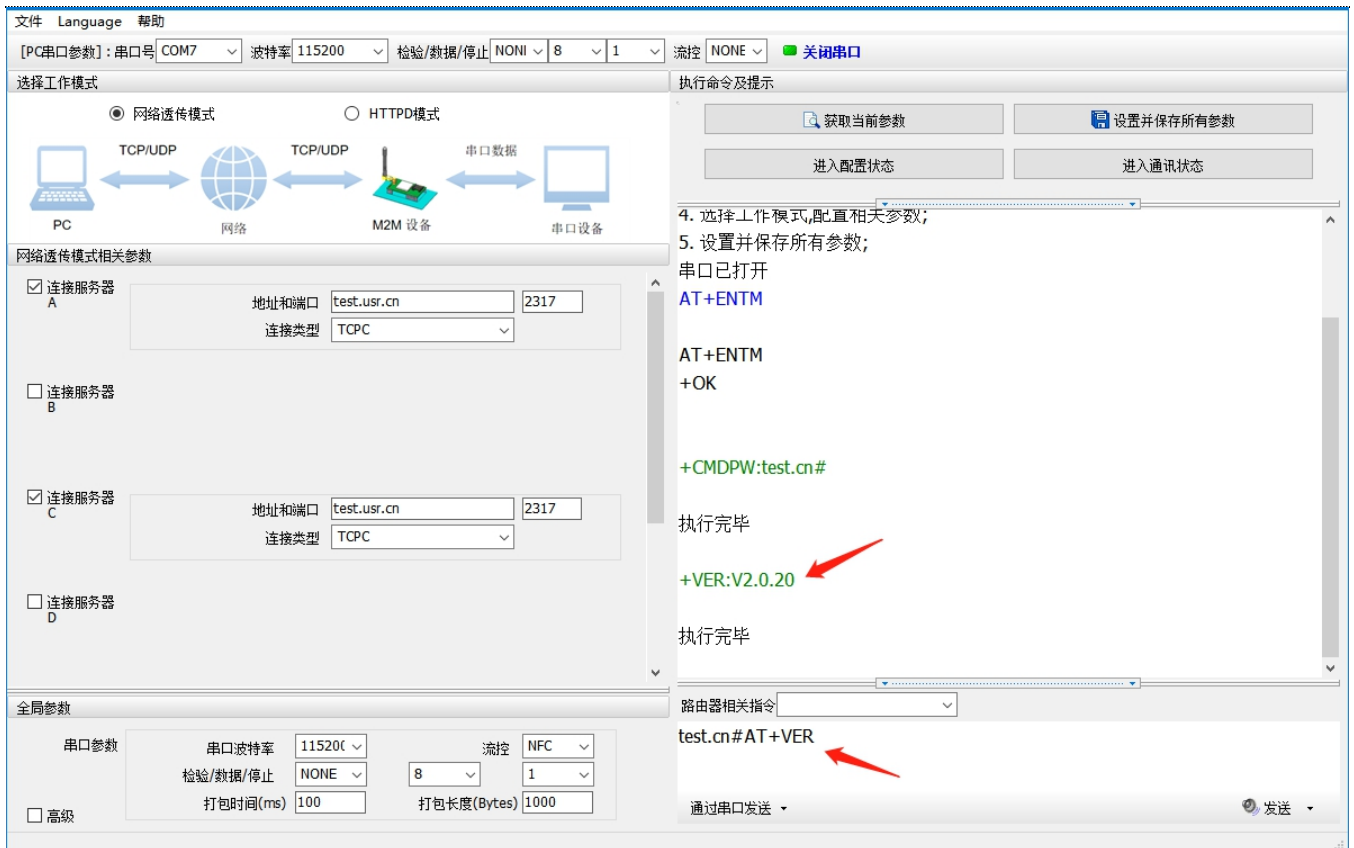 文件 Language 帮助
[PC串口参数]：串口号 COM7 波特率 115200 检验/数据/停止 NONI 8 1 流控 NONE 关闭串口
选择工作模式
网络透传模式 HTTPD模式
TCP/UDP TCP/UDP 串口数据
PC 网络 M2M 设备 串口设备
网络透传模式相关参数
连接服务器
A
地址和端口 test.usr.cn 2317
连接类型 TCPC
连接服务器
B
连接服务器
C
地址和端口 test.usr.cn 2317
连接类型 TCPC
连接服务器
D
全局参数
串口参数 串口波特率 11520( 流控 NFC
检验/数据/停止 NONE 8 1
打包时间(ms) 100 打包长度(Bytes) 1000
高级
执行命令及提示
获取当前参数 设置并保存所有参数
进入配置状态 进入通讯状态
4. 选择工作模式,配置相关参数;
5. 设置并保存所有参数;
串口已打开
AT+ENTM
AT+ENTM
+OK
+CMDPW:test.cn#
执行完毕
+VER:V2.0.20
执行完毕
路由器相关指令
test.cn#AT+VER
通过串口发送 发送